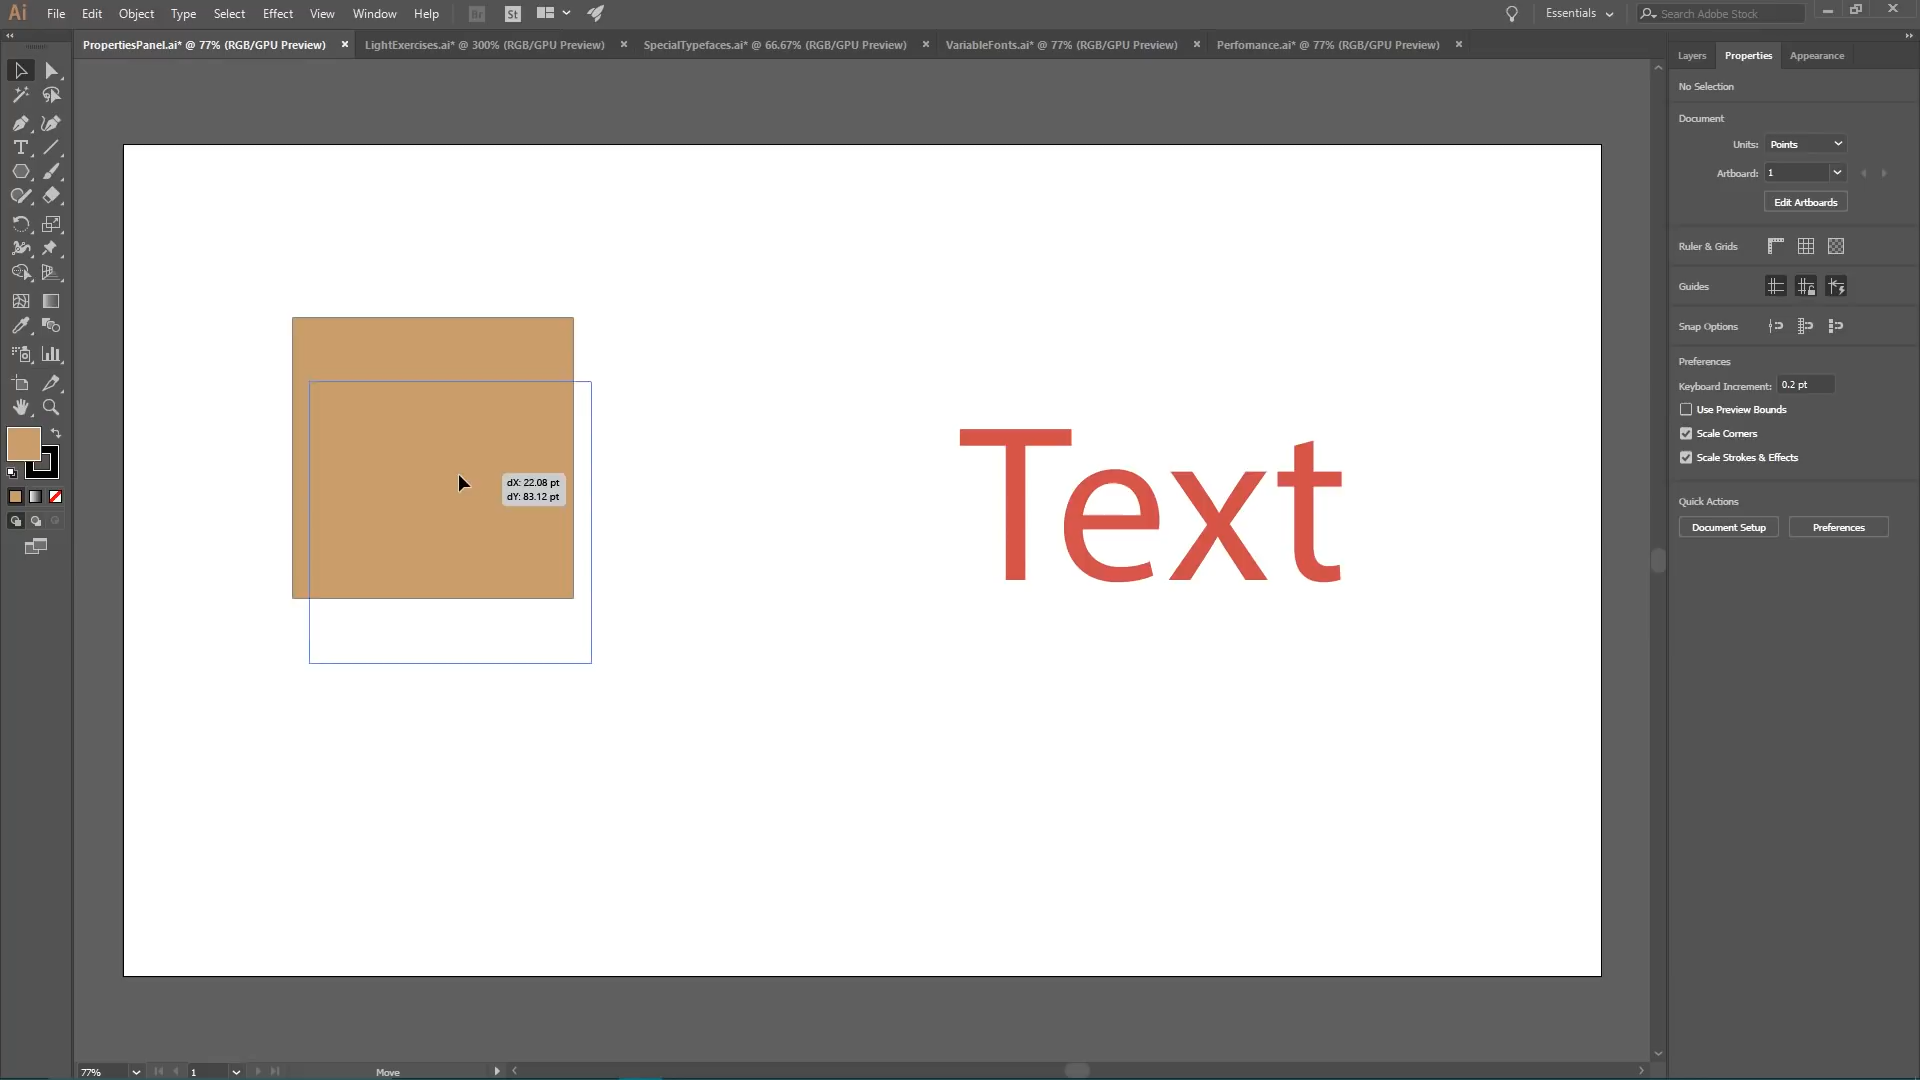 Ai File Edit Object Type Select Effect View Window Help Br St Essentials Search Adobe Stock
PropertiesPanel.ai* @ 77% (RGB/GPU Preview) × LightExercises.ai* @ 300% (RGB/GPU Preview) × SpecialTypefaces.ai* @ 66.67% (RGB/GPU Preview) × VariableFonts.ai* @ 77% (RGB/GPU Preview) × Perfomance.ai* @ 77% (RGB/GPU Preview) ×
Layers Properties Appearance
No Selection
Document
Units: Points
Artboard: 1
Edit Artboards
Ruler & Grids
Guides
Snap Options
Preferences
Keyboard Increment: 0.2 pt
Use Preview Bounds
Scale Corners
Scale Strokes & Effects
Quick Actions
Document Setup Preferences
dX: 22.08 pt
dY: 83.12 pt
Text
77% 1 Move